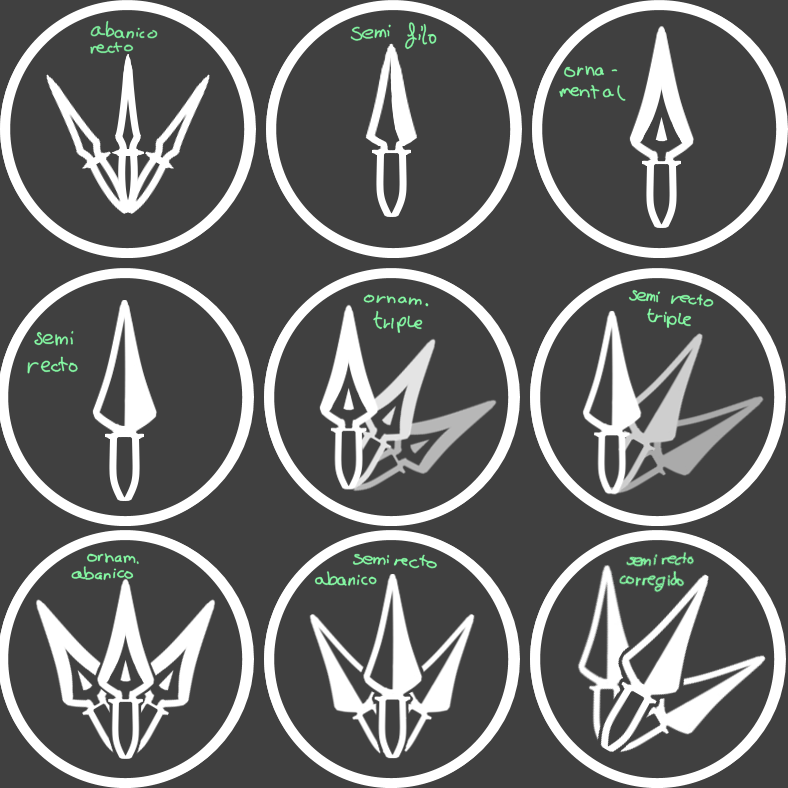 abanico
recto
semi filo
orna-
mental
semi
recto
ornam.
triple
semi recto
triple
ornam.
abanico
semi recto
abanico
semi recto
corregido